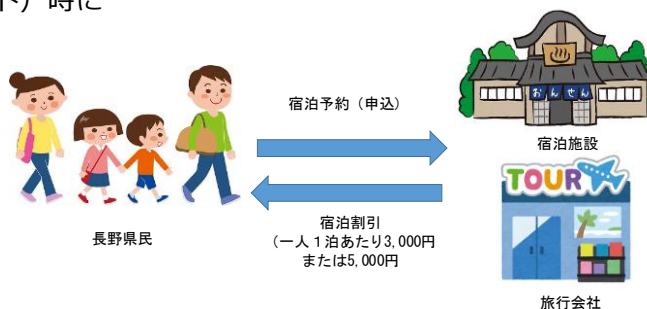 ト）時に
宿泊予約（申込）
おんせん
宿泊施設
TOUR
宿泊割引
（一人１泊あたり3,000円
または5,000円
長野県民
旅行会社